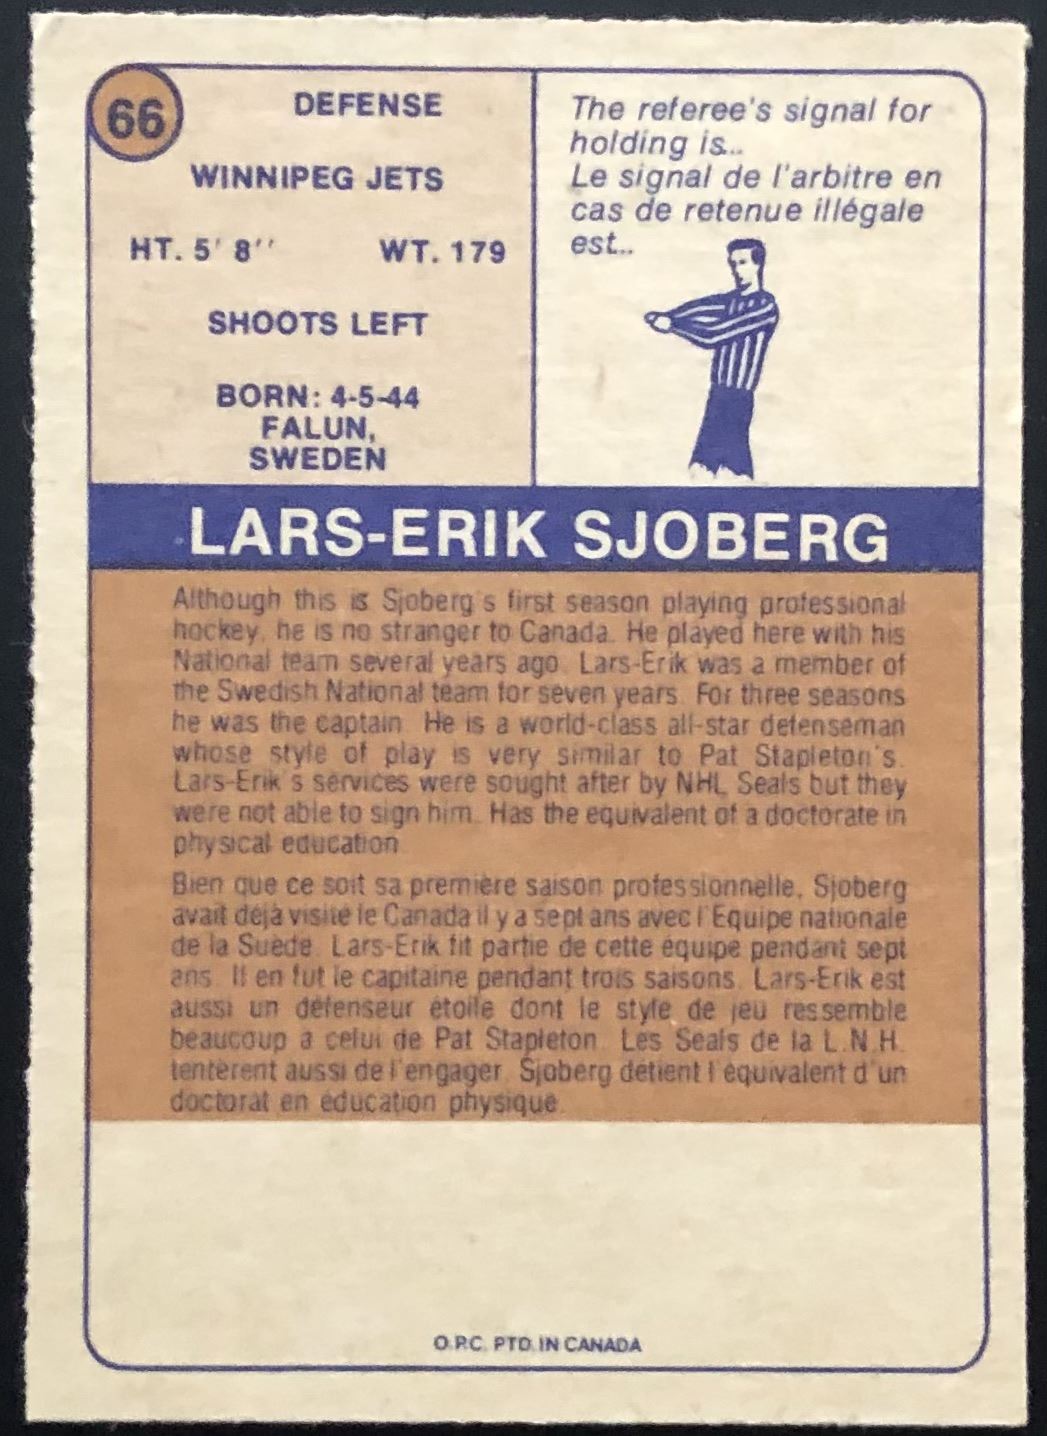 66
DEFENSE
WINNIPEG JETS
HT. 5' 8'' WT. 179
SHOOTS LEFT
BORN: 4-5-44
FALUN,
SWEDEN
The referee's signal for
holding is...
Le signal de l'arbitre en
cas de retenue illégale
est...
LARS-ERIK SJOBERG
Although this is Sjoberg's first season playing professional
hockey, he is no stranger to Canada. He played here with his
National team several years ago. Lars-Erik was a member of
the Swedish National team for seven years. For three seasons
he was the captain. He is a world-class all-star defenseman
whose style of play is very similar to Pat Stapleton's.
Lars-Erik's services were sought after by NHL Seals but they
were not able to sign him. Has the equivalent of a doctorate in
physical education.
Bien que ce soit sa première saison professionnelle, Sjoberg
avait déjà visité le Canada il y a sept ans avec l'Equipe nationale
de la Suède. Lars-Erik fit partie de cette équipe pendant sept
ans. Il en fut le capitaine pendant trois saisons. Lars-Erik est
aussi un défenseur étoile dont le style de jeu ressemble
beaucoup à celui de Pat Stapleton. Les Seals de la L.N.H.
tentèrent aussi de l'engager. Sjoberg détient l'équivalent d'un
doctorat en éducation physique.
O.P.C. PTD. IN CANADA